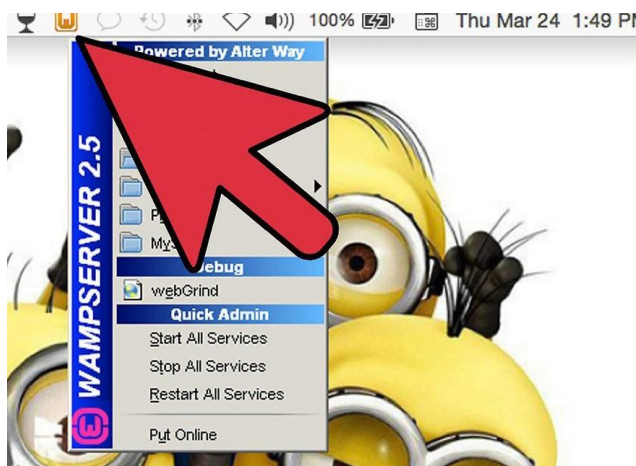 100% Thu Mar 24 1:49
Powered by Alter Way
WAMPSERVER 2.5
Debug
webGrind
Quick Admin
Start All Services
Stop All Services
Restart All Services
Put Online